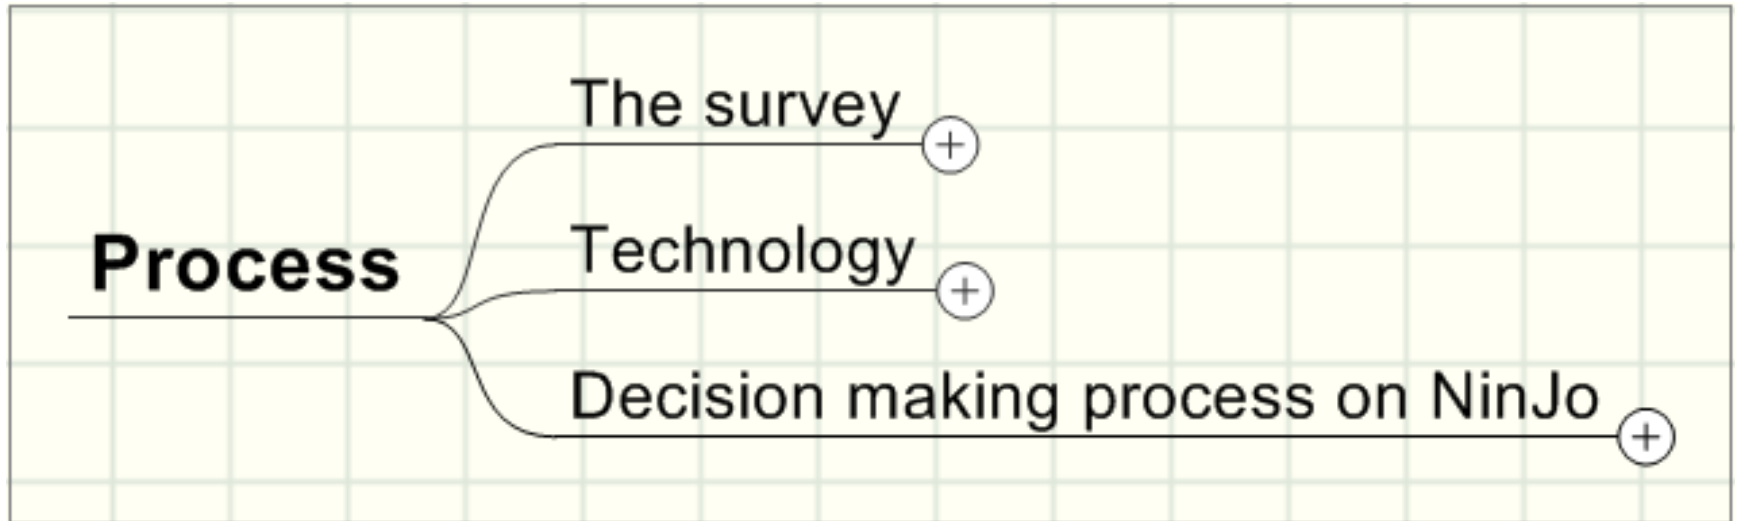 The survey
Technology
Process
Decision making process on NinJo